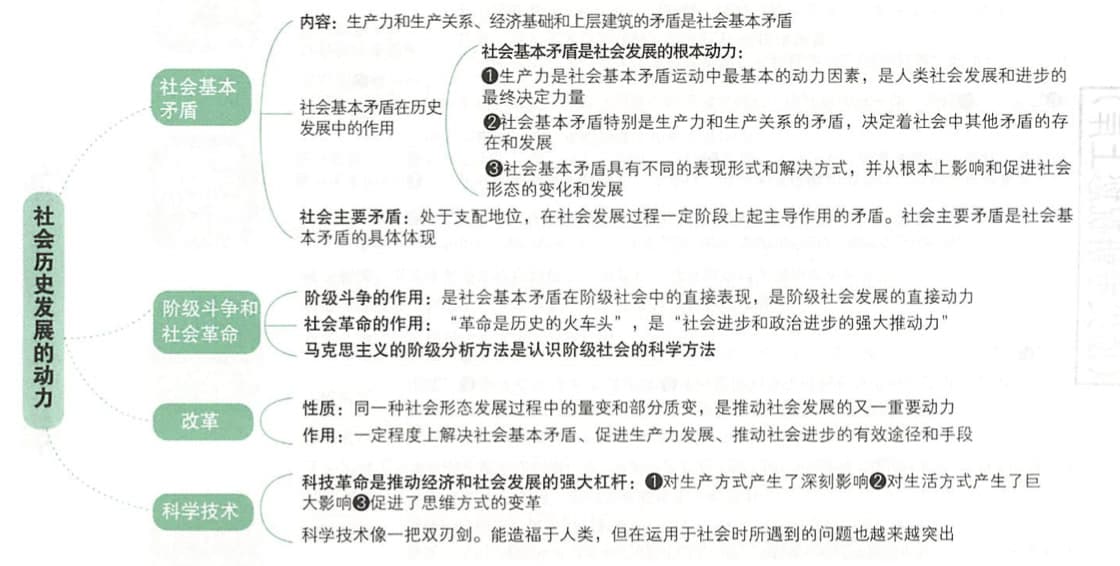 社会历史发展的动力
社会基本
矛盾
内容：生产力和生产关系、经济基础和上层建筑的矛盾是社会基本矛盾
社会基本矛盾在历史
发展中的作用
社会基本矛盾是社会发展的根本动力：
❶生产力是社会基本矛盾运动中最基本的动力因素，是人类社会发展和进步的
最终决定力量
❷社会基本矛盾特别是生产力和生产关系的矛盾，决定着社会中其他矛盾的存
在和发展
❸社会基本矛盾具有不同的表现形式和解决方式，并从根本上影响和促进社会
形态的变化和发展
社会主要矛盾：处于支配地位，在社会发展过程一定阶段上起主导作用的矛盾。社会主要矛盾是社会基
本矛盾的具体体现
阶级斗争和
社会革命
阶级斗争的作用：是社会基本矛盾在阶级社会中的直接表现，是阶级社会发展的直接动力
社会革命的作用：“革命是历史的火车头”，是“社会进步和政治进步的强大推动力”
马克思主义的阶级分析方法是认识阶级社会的科学方法
改革
性质：同一种社会形态发展过程中的量变和部分质变，是推动社会发展的又一重要动力
作用：一定程度上解决社会基本矛盾、促进生产力发展、推动社会进步的有效途径和手段
科学技术
科技革命是推动经济和社会发展的强大杠杆：❶对生产方式产生了深刻影响❷对生活方式产生了巨
大影响❸促进了思维方式的变革
科学技术像一把双刃剑。能造福于人类，但在运用于社会时所遇到的问题也越来越突出